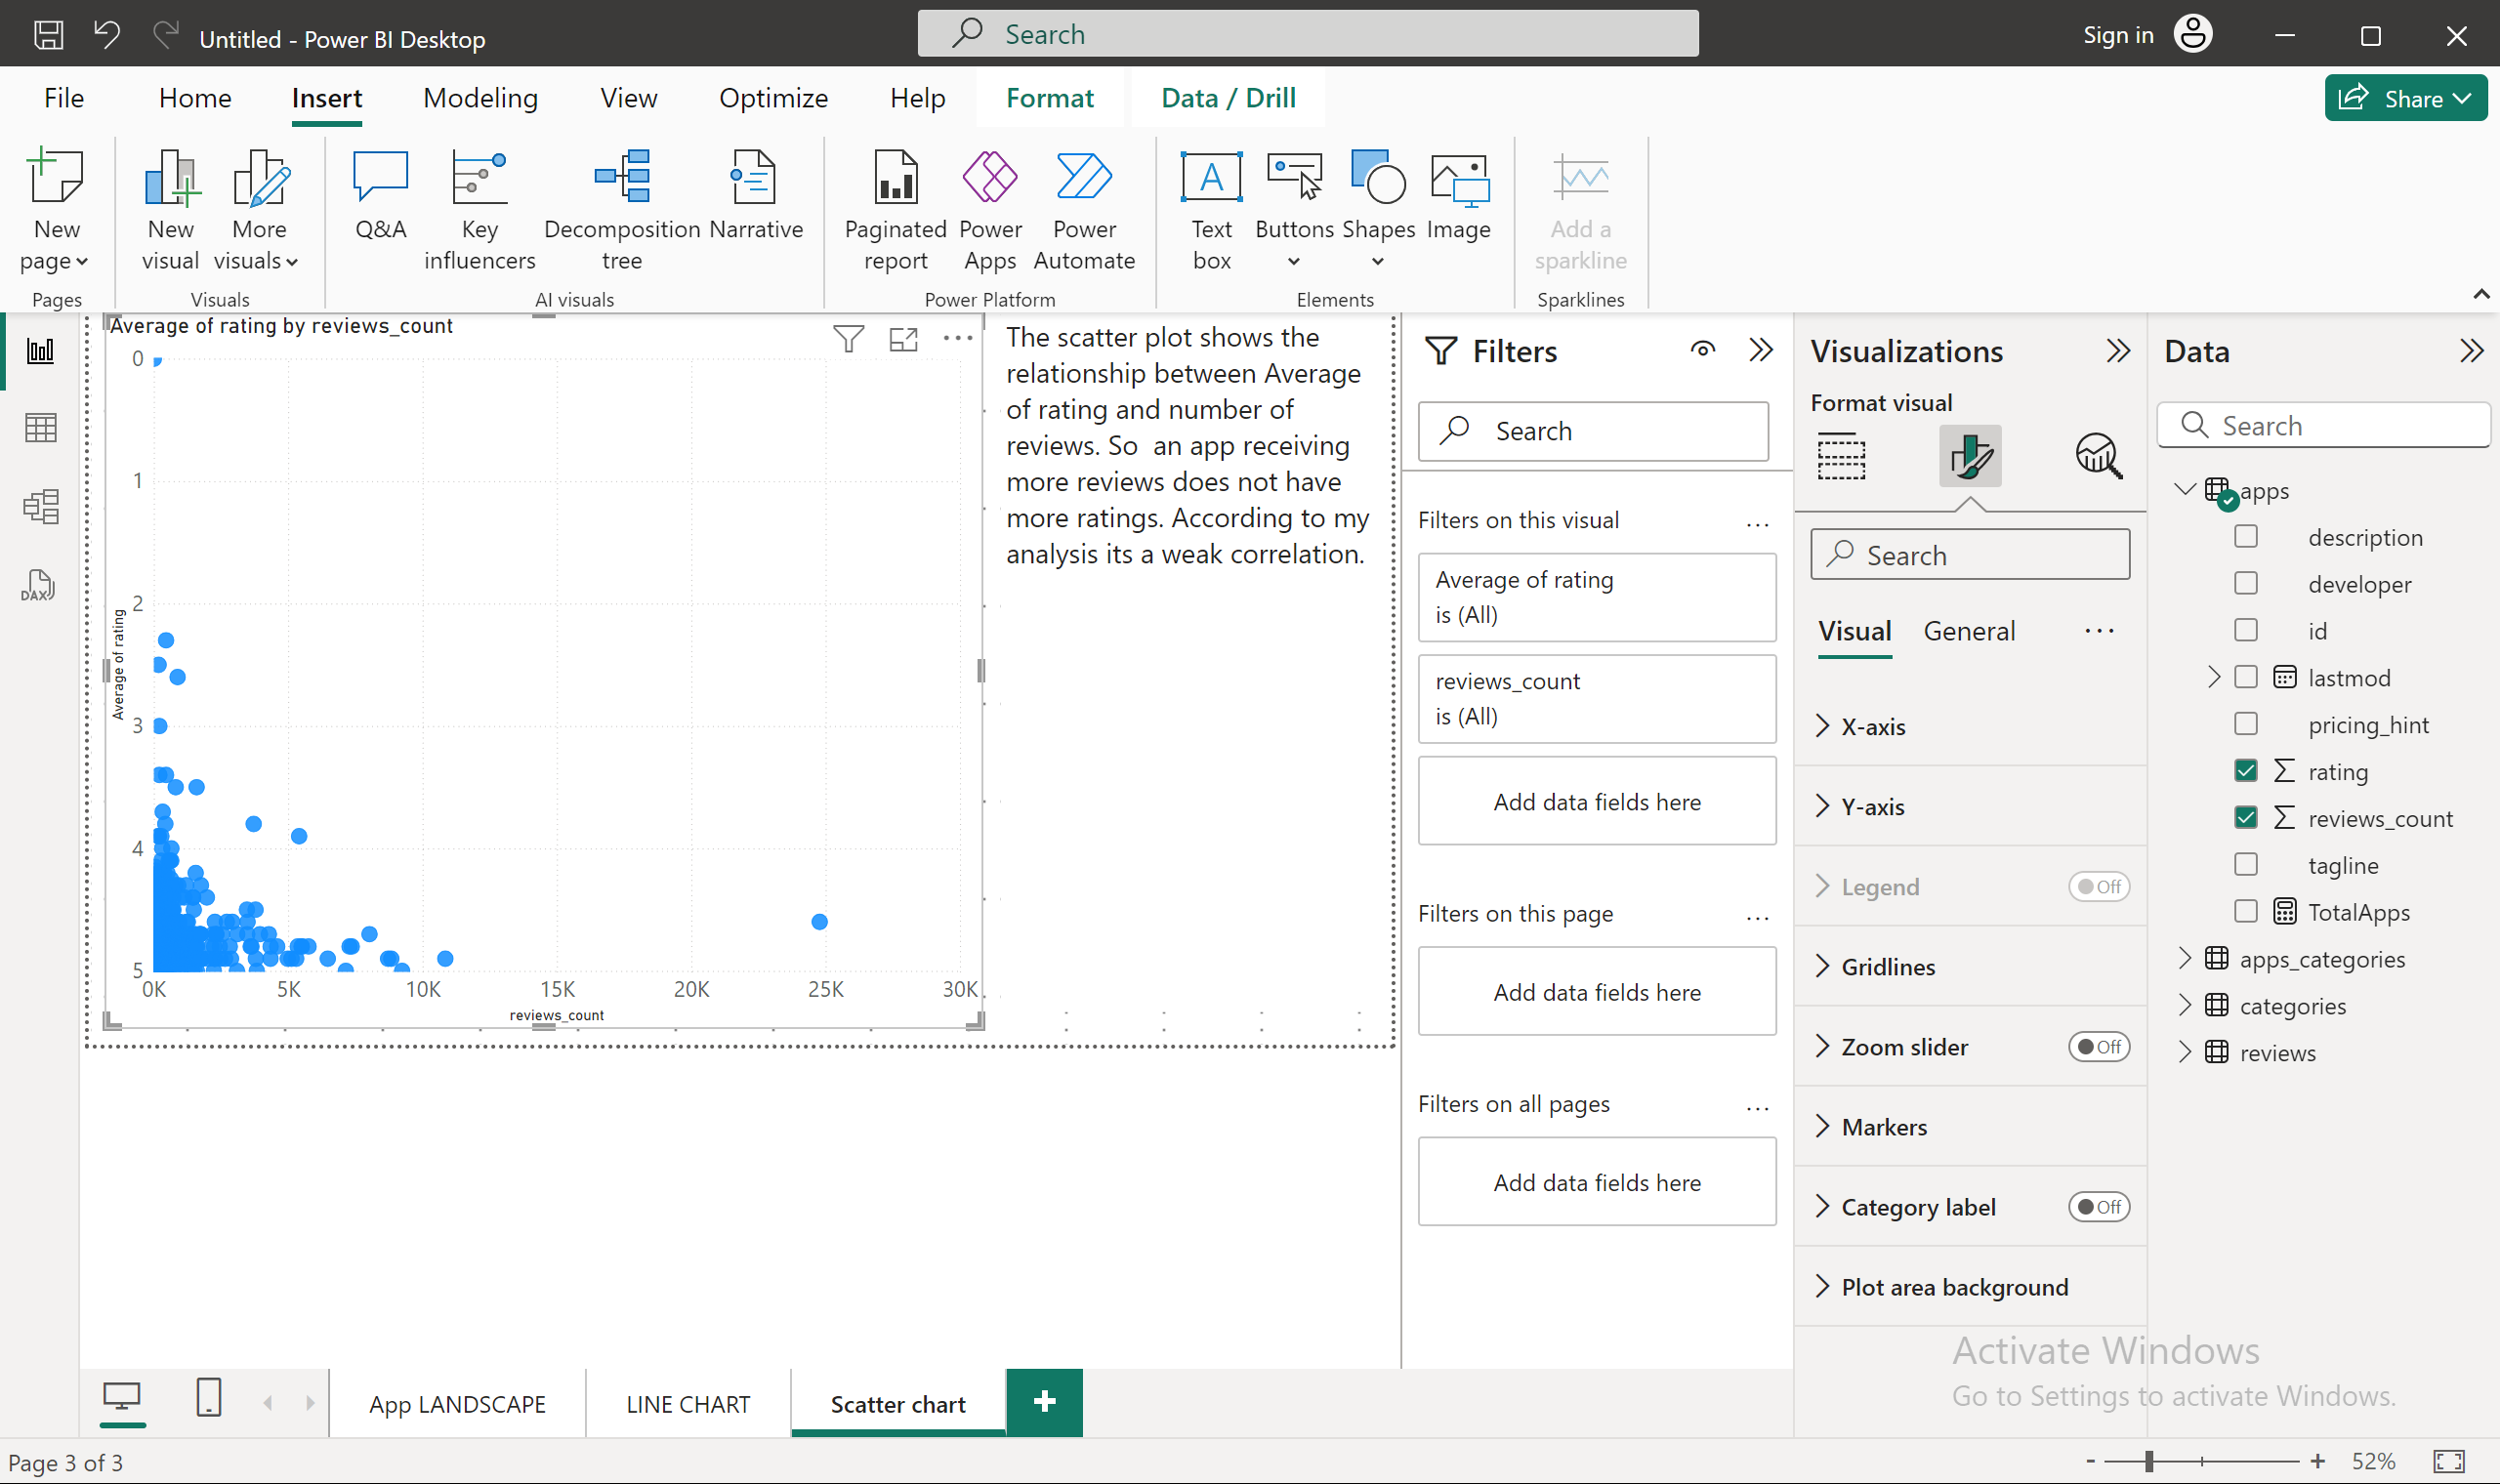 Untitled - Power BI Desktop
Search
Sign in
File
Home
Insert
Modeling
View
Optimize
Help
Format
Data / Drill
Share
New
page
New
visual
More
visuals
Q&A
Key
influencers
Decomposition
tree
Narrative
Paginated
report
Power
Apps
Power
Automate
A
Text
box
Buttons
Shapes
Image
Add a
sparkline
Pages
Visuals
AI visuals
Power Platform
Elements
Sparklines
DAX
Average of rating by reviews_count
0
1
2
3
4
5
Average of rating
0K
5K
10K
15K
20K
25K
30K
reviews_count
The scatter plot shows the
relationship between Average
of rating and number of
reviews. So  an app receiving
more reviews does not have
more ratings. According to my
analysis its a weak correlation.
Filters
Search
Filters on this visual
Average of rating
is (All)
reviews_count
is (All)
Add data fields here
Filters on this page
Add data fields here
Filters on all pages
Add data fields here
Visualizations
Format visual
Search
Visual
General
X-axis
Y-axis
Legend
Off
Gridlines
Zoom slider
Off
Markers
Category label
Off
Plot area background
Data
Search
apps
description
developer
id
lastmod
pricing_hint
rating
reviews_count
tagline
TotalApps
apps_categories
categories
reviews
Activate Windows
Go to Settings to activate Windows.
App LANDSCAPE
LINE CHART
Scatter chart
Page 3 of 3
52%